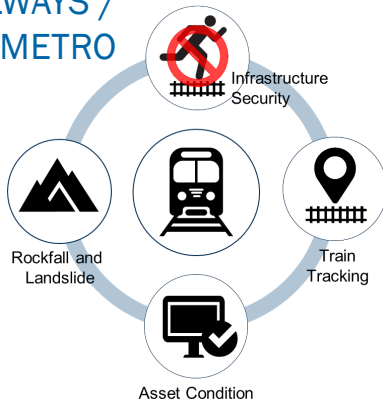 METRO
Infrastructure
Security
Rockfall and
Landslide
Train
Tracking
Asset Condition